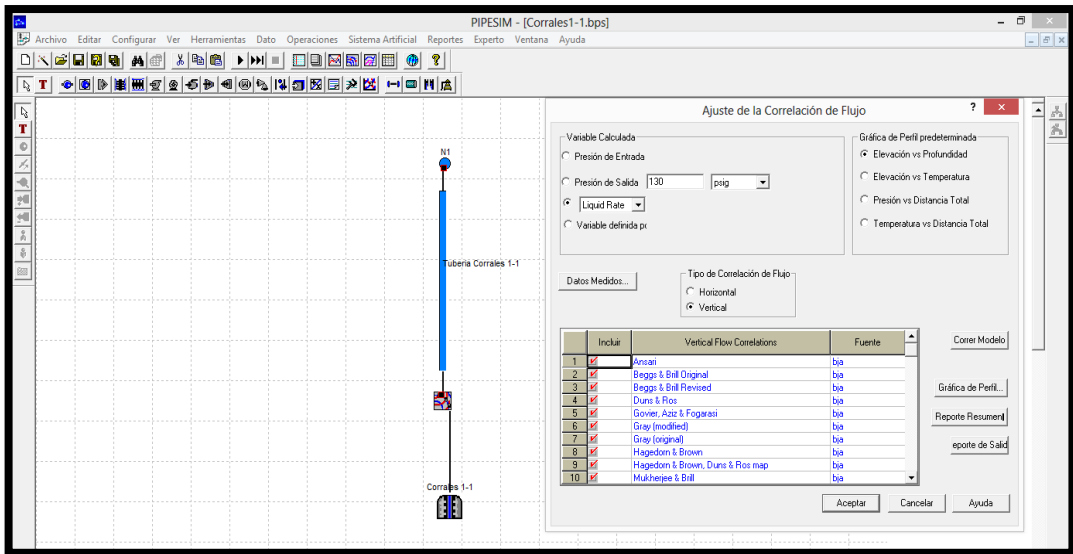 PIPESIM - [Corrales1-1.bps]
Archivo Editar Configurar Ver Herramientas Dato Operaciones Sistema Artificial Reportes Experto Ventana Ayuda
T
T
N1
Tuberia Corrales 1-1
Corrales 1-1
Ajuste de la Correlación de Flujo
Variable Calculada
Presión de Entrada
Presión de Salida 130 psig
Liquid Rate
Variable definida po
Gráfica de Perfil predeterminada
Elevación vs Profundidad
Elevación vs Temperatura
Presión vs Distancia Total
Temperatura vs Distancia Total
Datos Medidos...
Tipo de Correlación de Flujo
Horizontal
Vertical
Incluir Vertical Flow Correlations Fuente
1 Ansari bja
2 Beggs & Brill Original bja
3 Beggs & Brill Revised bja
4 Duns & Ros bja
5 Govier, Aziz & Fogarasi bja
6 Gray (modified) bja
7 Gray (original) bja
8 Hagedorn & Brown bja
9 Hagedorn & Brown, Duns & Ros map bja
10 Mukherjee & Brill bja
Correr Modelo
Gráfica de Perfil...
Reporte Resumen
eporte de Salid
Aceptar Cancelar Ayuda